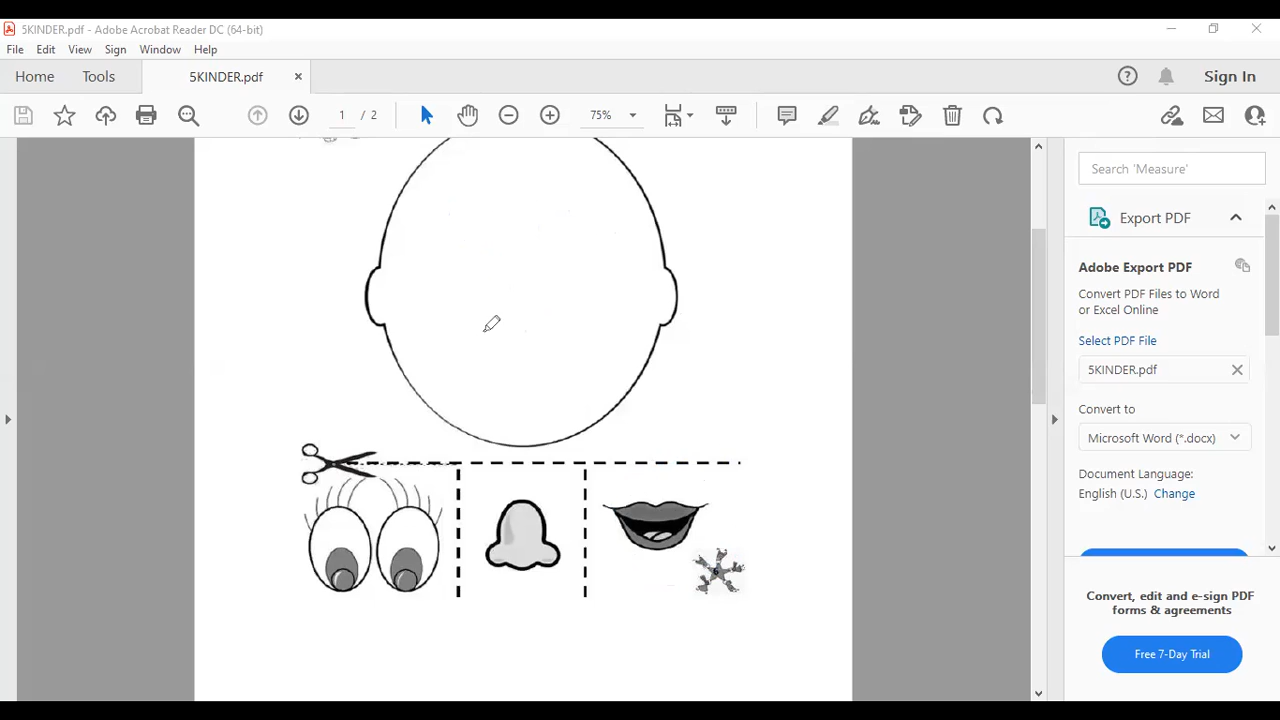 5KINDER.pdf - Adobe Acrobat Reader DC (64-bit)
File Edit View Sign Window Help
Home Tools 5KINDER.pdf × Sign In
1 / 2 75%
Search 'Measure'
Export PDF
Adobe Export PDF
Convert PDF Files to Word
or Excel Online
Select PDF File
5KINDER.pdf
Convert to
Microsoft Word (*.docx)
Document Language:
English (U.S.) Change
6
Convert, edit and e-sign PDF
forms & agreements
Free 7-Day Trial